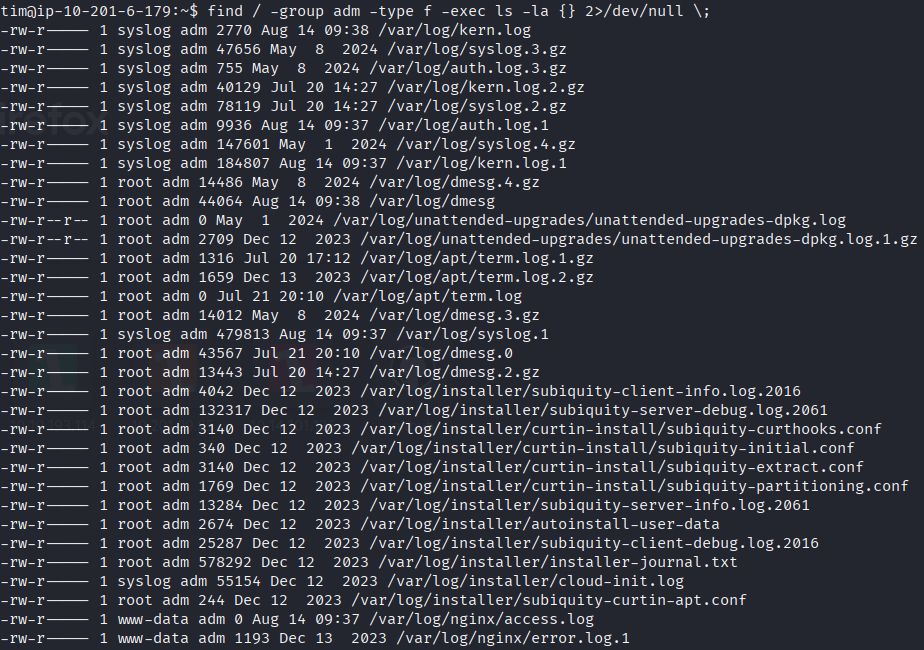 tim@ip-10-201-6-179:~$ find / -group adm -type f -exec ls -la {} 2>/dev/null \;
-rw-r----- 1 syslog adm 2770 Aug 14 09:38 /var/log/kern.log
-rw-r----- 1 syslog adm 47656 May  8  2024 /var/log/syslog.3.gz
-rw-r----- 1 syslog adm 755 May  8  2024 /var/log/auth.log.3.gz
-rw-r----- 1 syslog adm 40129 Jul 20 14:27 /var/log/kern.log.2.gz
-rw-r----- 1 syslog adm 78119 Jul 20 14:27 /var/log/syslog.2.gz
-rw-r----- 1 syslog adm 9936 Aug 14 09:37 /var/log/auth.log.1
-rw-r----- 1 syslog adm 147601 May  1  2024 /var/log/syslog.4.gz
-rw-r----- 1 syslog adm 184807 Aug 14 09:37 /var/log/kern.log.1
-rw-r----- 1 root adm 14486 May  8  2024 /var/log/dmesg.4.gz
-rw-r----- 1 root adm 44064 Aug 14 09:38 /var/log/dmesg
-rw-r--r-- 1 root adm 0 May  1  2024 /var/log/unattended-upgrades/unattended-upgrades-dpkg.log
-rw-r--r-- 1 root adm 2709 Dec 12  2023 /var/log/unattended-upgrades/unattended-upgrades-dpkg.log.1.gz
-rw-r----- 1 root adm 1316 Jul 20 17:12 /var/log/apt/term.log.1.gz
-rw-r----- 1 root adm 1659 Dec 13  2023 /var/log/apt/term.log.2.gz
-rw-r----- 1 root adm 0 Jul 21 20:10 /var/log/apt/term.log
-rw-r----- 1 root adm 14012 May  8  2024 /var/log/dmesg.3.gz
-rw-r----- 1 syslog adm 479813 Aug 14 09:37 /var/log/syslog.1
-rw-r----- 1 root adm 43567 Jul 21 20:10 /var/log/dmesg.0
-rw-r----- 1 root adm 13443 Jul 20 14:27 /var/log/dmesg.2.gz
-rw-r----- 1 root adm 4042 Dec 12  2023 /var/log/installer/subiquity-client-info.log.2016
-rw-r----- 1 root adm 132317 Dec 12  2023 /var/log/installer/subiquity-server-debug.log.2061
-rw-r----- 1 root adm 3140 Dec 12  2023 /var/log/installer/curtin-install/subiquity-curthooks.conf
-rw-r----- 1 root adm 340 Dec 12  2023 /var/log/installer/curtin-install/subiquity-initial.conf
-rw-r----- 1 root adm 3140 Dec 12  2023 /var/log/installer/curtin-install/subiquity-extract.conf
-rw-r----- 1 root adm 1769 Dec 12  2023 /var/log/installer/curtin-install/subiquity-partitioning.conf
-rw-r----- 1 root adm 13284 Dec 12  2023 /var/log/installer/subiquity-server-info.log.2061
-rw-r----- 1 root adm 2674 Dec 12  2023 /var/log/installer/autoinstall-user-data
-rw-r----- 1 root adm 25287 Dec 12  2023 /var/log/installer/subiquity-client-debug.log.2016
-rw-r----- 1 root adm 578292 Dec 12  2023 /var/log/installer/installer-journal.txt
-rw-r----- 1 syslog adm 55154 Dec 12  2023 /var/log/installer/cloud-init.log
-rw-r----- 1 root adm 244 Dec 12  2023 /var/log/installer/subiquity-curtin-apt.conf
-rw-r----- 1 www-data adm 0 Aug 14 09:37 /var/log/nginx/access.log
-rw-r----- 1 www-data adm 1193 Dec 13  2023 /var/log/nginx/error.log.1